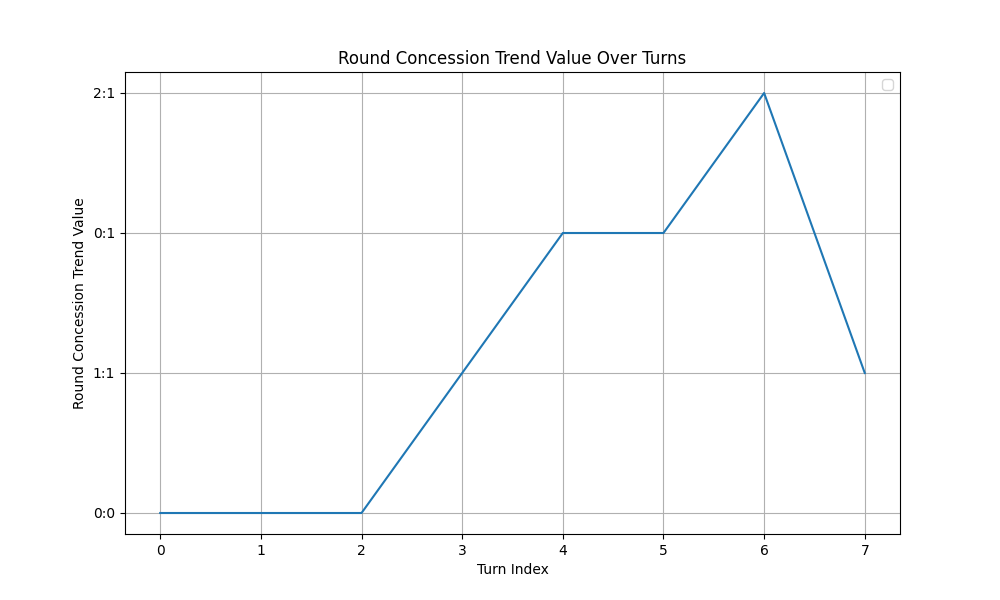 Round Concession Trend Value Over Turns
2:1
0:1
1:1
0:0
Round Concession Trend Value
0 1 2 3 4 5 6 7
Turn Index